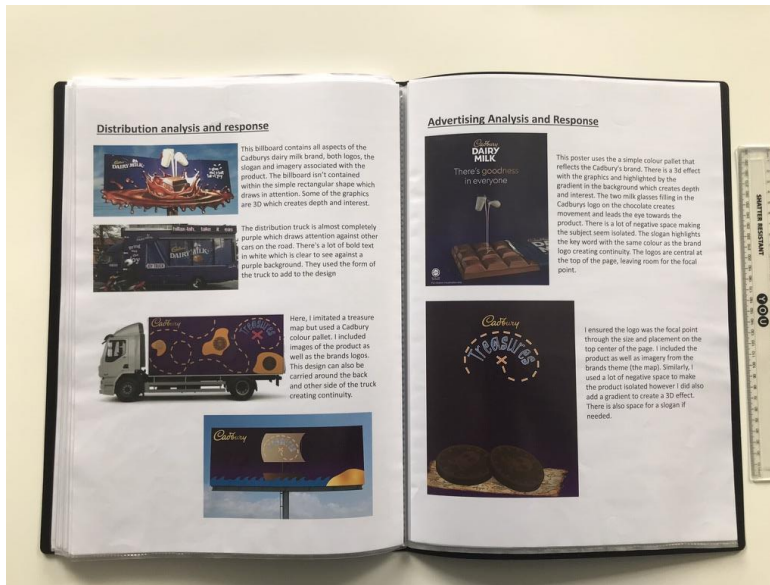 Distribution analysis and response
DAIRY MILK
This billboard contains all aspects of the
Cadburys dairy milk brand, both logos, the
slogan and imagery associated with the
product. The billboard isn't contained
within the simple rectangular shape which
draws in attention. Some of the graphics
are 3D which creates depth and interest.
DAIRY MILK
The distribution truck is almost completely
purple which draws attention against other
cars on the road. There's a lot of bold text
in white which is clear to see against a
purple background. They used the form of
the truck to add to the design
Treasures
Here, I imitated a treasure
map but used a Cadbury
colour pallet. I included
images of the product as
well as the brands logos.
This design can also be
carried around the back
and other side of the truck
creating continuity.
Cadbury
Advertising Analysis and Response
Cadbury
DAIRY
MILK
There's goodness
in everyone
This poster uses the a simple colour pallet that
reflects the Cadbury's brand. There is a 3d effect
with the graphics and highlighted by the
gradient in the background which creates depth
and interest. The two milk glasses filling in the
Cadburys logo on the chocolate creates
movement and leads the eye towards the
product. There is a lot of negative space making
the subject seem isolated. The slogan highlights
the key word with the same colour as the brand
logo creating continuity. The logos are central
at the top of the page, leaving room for the focal
point.
Cadbury
Treasures
I ensured the logo was the focal point
through the size and placement on the
top center of the page. I included the
product as well as imagery from the
brands theme (the map). Similarly, I
used a lot of negative space to make
the product isolated however I did also
add a gradient to create a 3D effect.
There is also space for a slogan if
needed.
SHATTER RESISTANT
YOU